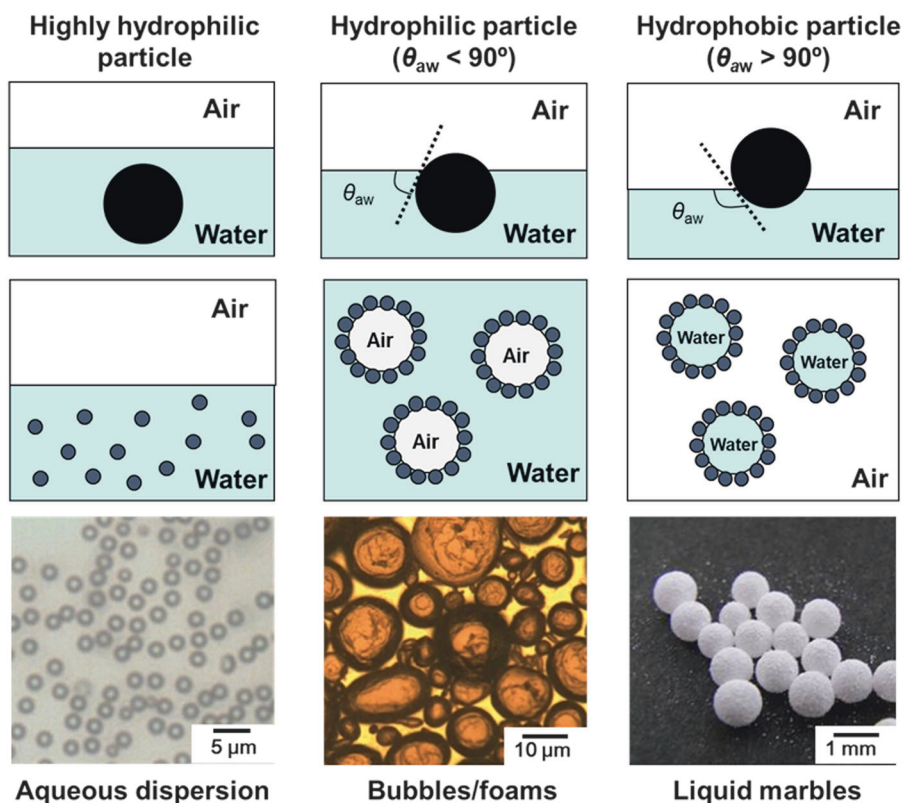 Highly hydrophilic
particle
Hydrophilic particle
(θaw < 90º)
Hydrophobic particle
(θaw > 90º)
Air
Water
Air
θaw
Water
Air
θaw
Water
Air
Water
Air
Air
Air
Water
Water
Water
Water
Air
5 µm
10 µm
1 mm
Aqueous dispersion
Bubbles/foams
Liquid marbles